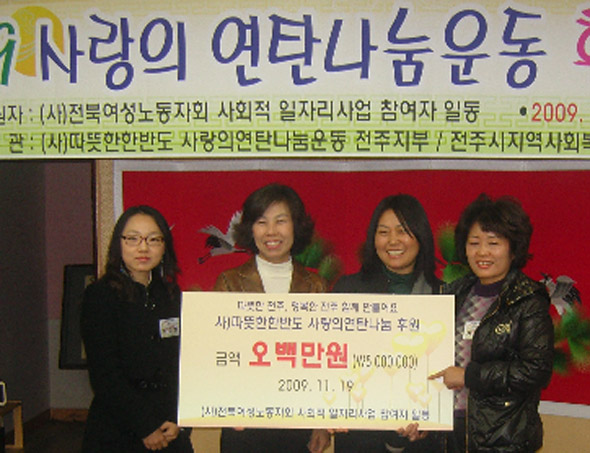 사랑의 연탄나눔운동
원자 : (사)전북여성노동자회 사회적 일자리사업 참여자 일동 •2009.
관 : (사)따뜻한한반도 사랑의연탄나눔운동 전주지부 / 전주시지역사회복
따뜻한 전주, 행복한 전주 함께 만들어요
사)따뜻한한반도 사랑의연탄나눔 후원
금액 오백만원 (₩5,000,000)
2009. 11. 19
(사)전북여성노동자회 사회적 일자리사업 참여자 일동